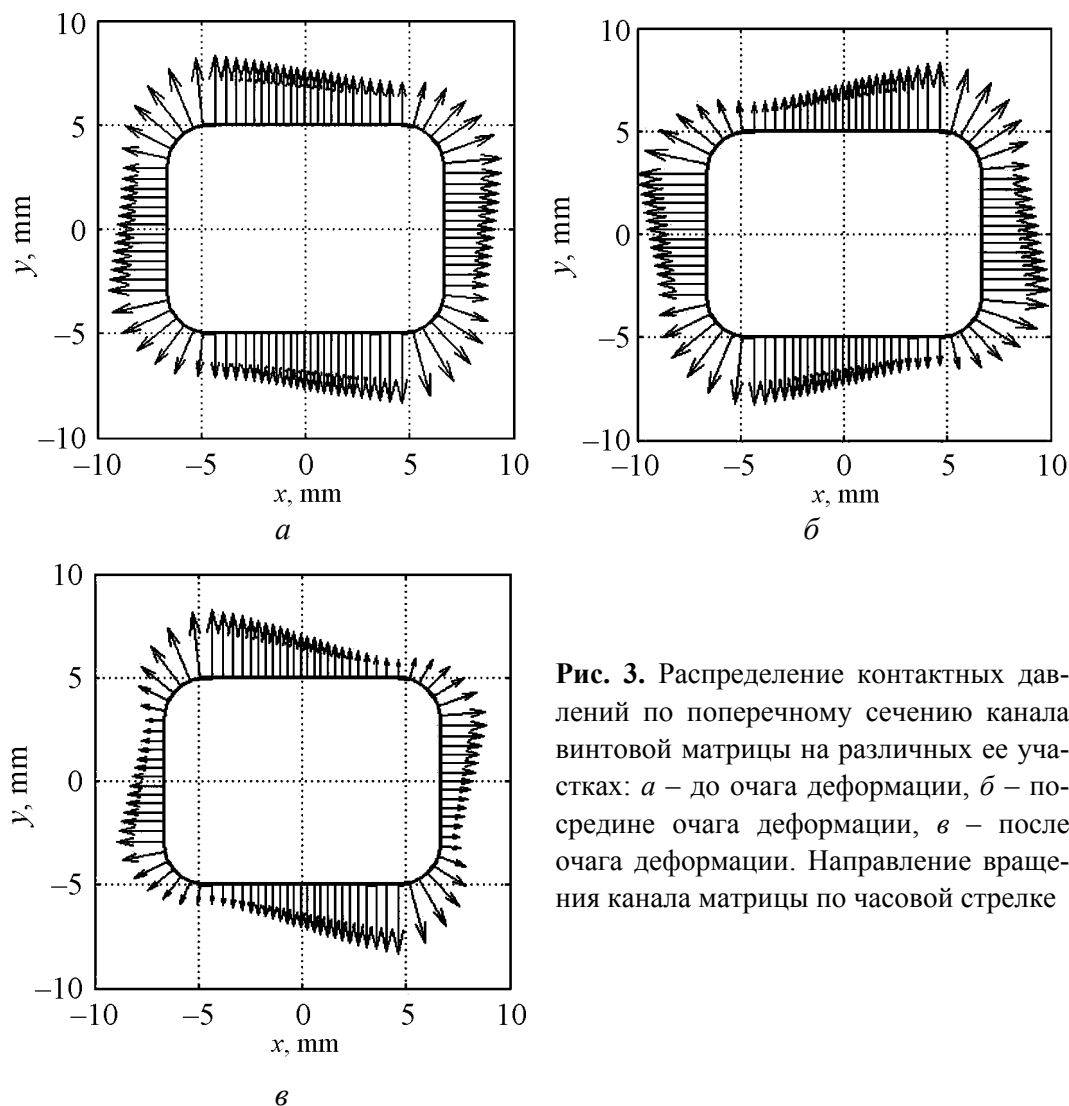 10
5
0
–5
–10
y, mm
–10
–5
0
5
10
x, mm
а
10
5
0
–5
–10
y, mm
–10
–5
0
5
10
x, mm
б
10
5
0
–5
–10
y, mm
–10
–5
0
5
10
x, mm
в
Рис. 3. Распределение контактных дав-
лений по поперечному сечению канала
винтовой матрицы на различных ее уча-
стках: а – до очага деформации, б – по-
средине очага деформации, в – после
очага деформации. Направление враще-
ния канала матрицы по часовой стрелке